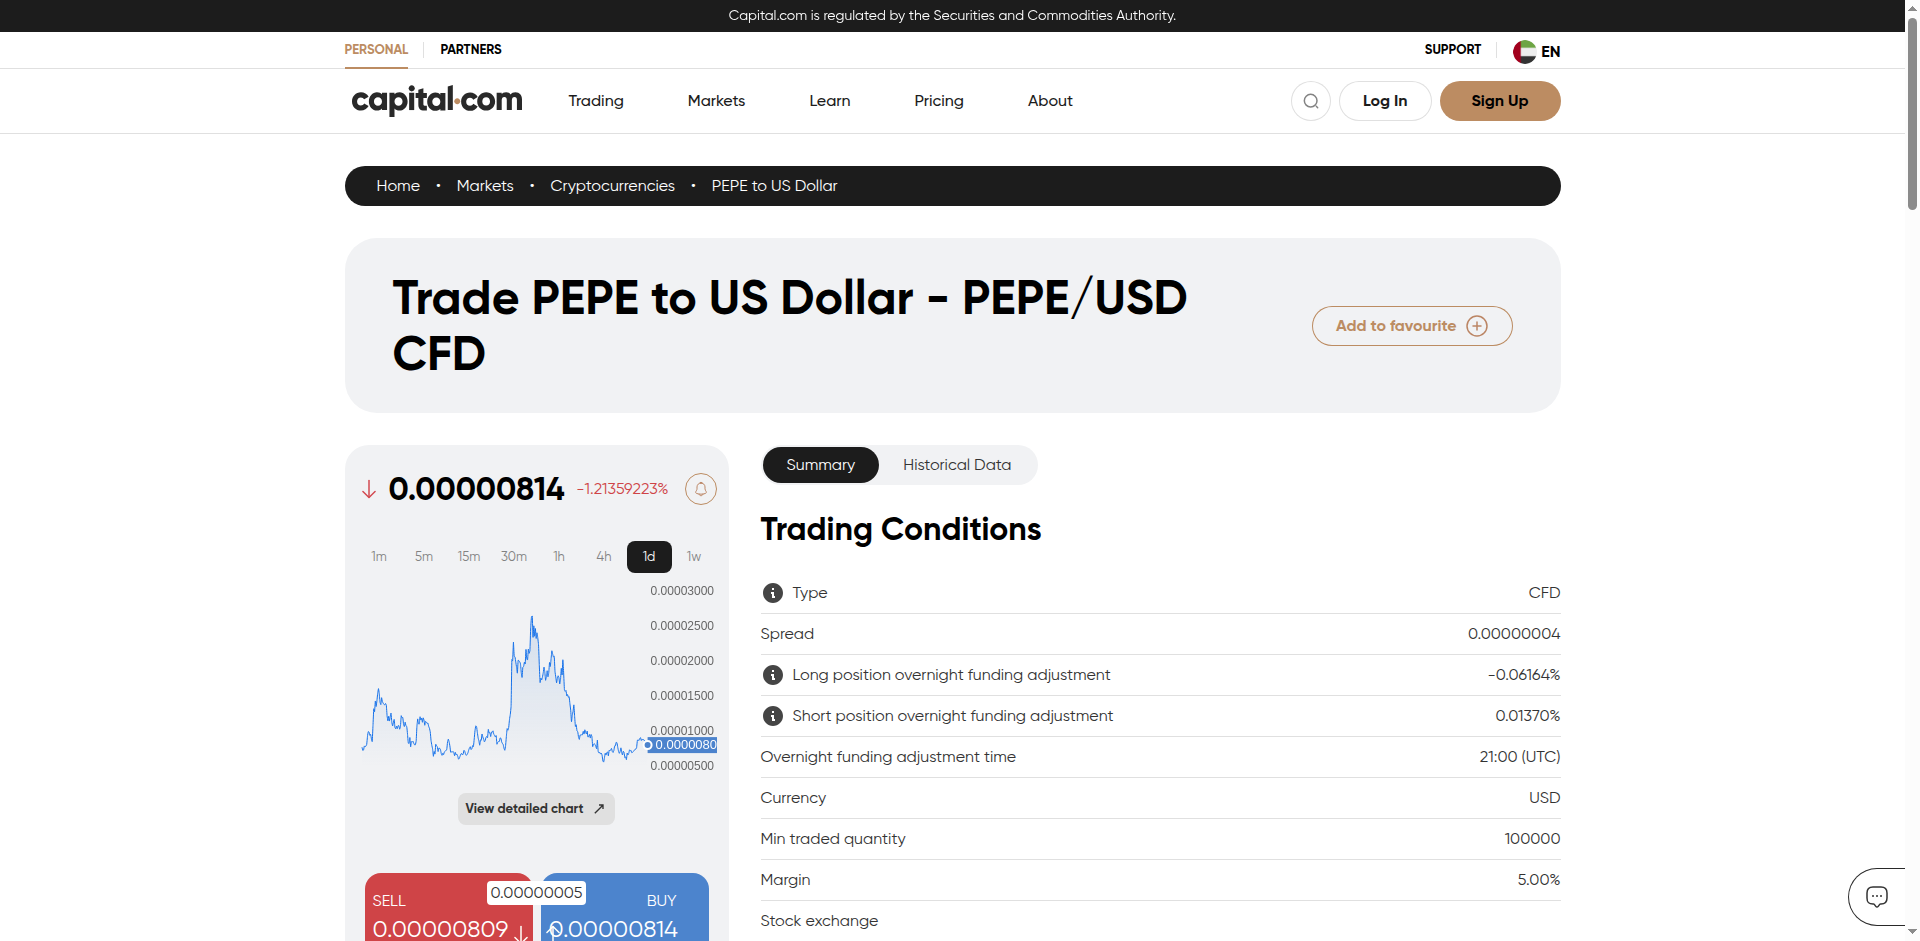 Capital.com is regulated by the Securities and Commodities Authority.
PERSONAL PARTNERS SUPPORT EN
capital.com Trading Markets Learn Pricing About Log In Sign Up
Home • Markets • Cryptocurrencies • PEPE to US Dollar
Trade PEPE to US Dollar - PEPE/USD
CFD
Add to favourite
0.00000814 -1.21359223%
1m 5m 15m 30m 1h 4h 1d 1w
0.00003000
0.00002500
0.00002000
0.00001500
0.00001000
0.0000080
0.00000500
View detailed chart
SELL 0.00000005 BUY
0.00000809 0.00000814
Summary Historical Data
Trading Conditions
Type CFD
Spread 0.00000004
Long position overnight funding adjustment -0.06164%
Short position overnight funding adjustment 0.01370%
Overnight funding adjustment time 21:00 (UTC)
Currency USD
Min traded quantity 100000
Margin 5.00%
Stock exchange